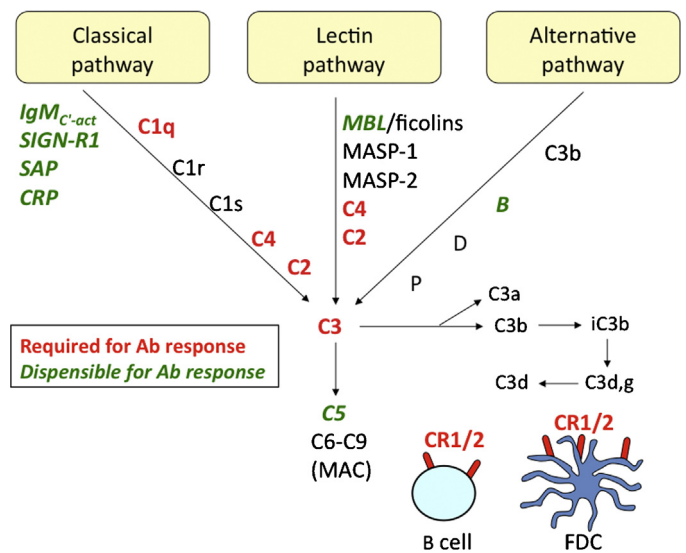 Classical
pathway
Lectin
pathway
Alternative
pathway
IgMC'-act
SIGN-R1
SAP
CRP
C1q
C1r
C1s
C4
C2
MBL/ficolins
MASP-1
MASP-2
C4
C2
C3b
B
D
P
C3
C3a
C3b
iC3b
C3d
C3d,g
Required for Ab response
Dispensible for Ab response
C5
C6-C9
(MAC)
CR1/2
B cell
CR1/2
FDC